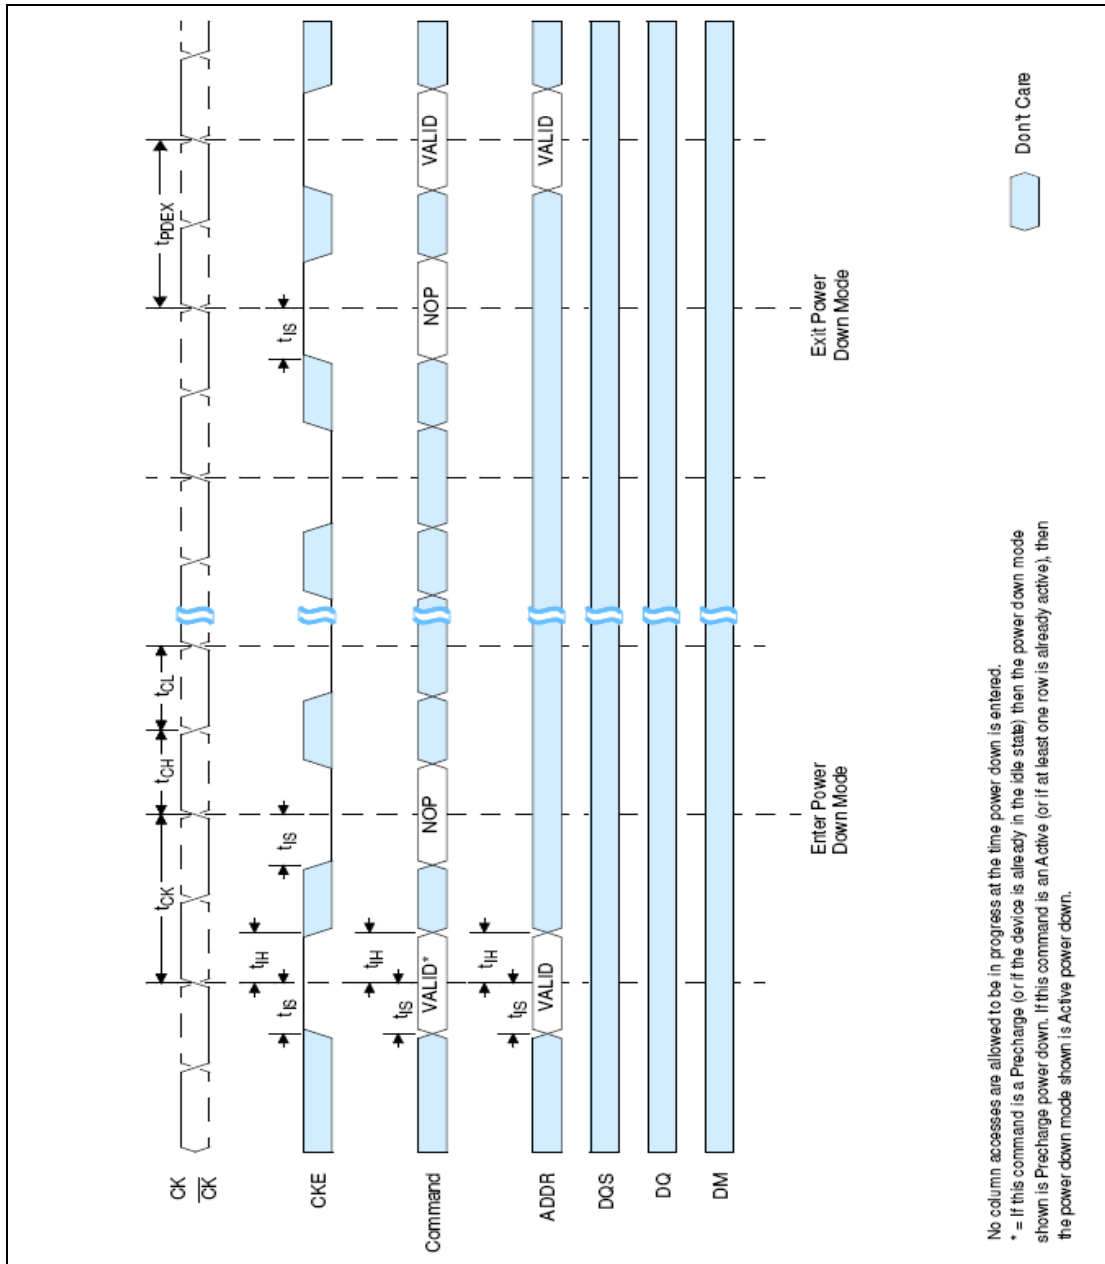 CK
CK
CKE
Command
ADDR
DQS
DQ
DM
tCK
tCH
tCL
tPDEX
tIS
tIH
tIS
tIS
tIS
tIH
VALID*
NOP
NOP
VALID
tIS
tIH
VALID
VALID
Enter Power
Down Mode
Exit Power
Down Mode
Don't Care
No column accesses are allowed to be in progress at the time power down is entered.
* = If this command is a Precharge (or if the device is already in the idle state) then the power down mode
shown is Precharge power down. If this command is an Active (or if at least one row is already active), then
the power down mode shown is Active power down.